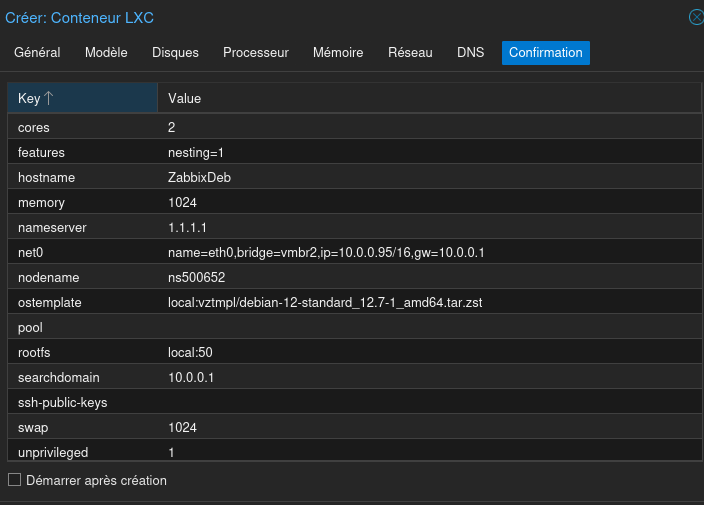 Créer: Conteneur LXC
Général Modèle Disques Processeur Mémoire Réseau DNS Confirmation
Key Value
cores 2
features nesting=1
hostname ZabbixDeb
memory 1024
nameserver 1.1.1.1
net0 name=eth0,bridge=vmbr2,ip=10.0.0.95/16,gw=10.0.0.1
nodename ns500652
ostemplate local:vztmpl/debian-12-standard_12.7-1_amd64.tar.zst
pool
rootfs local:50
searchdomain 10.0.0.1
ssh-public-keys
swap 1024
unprivileged 1
Démarrer après création